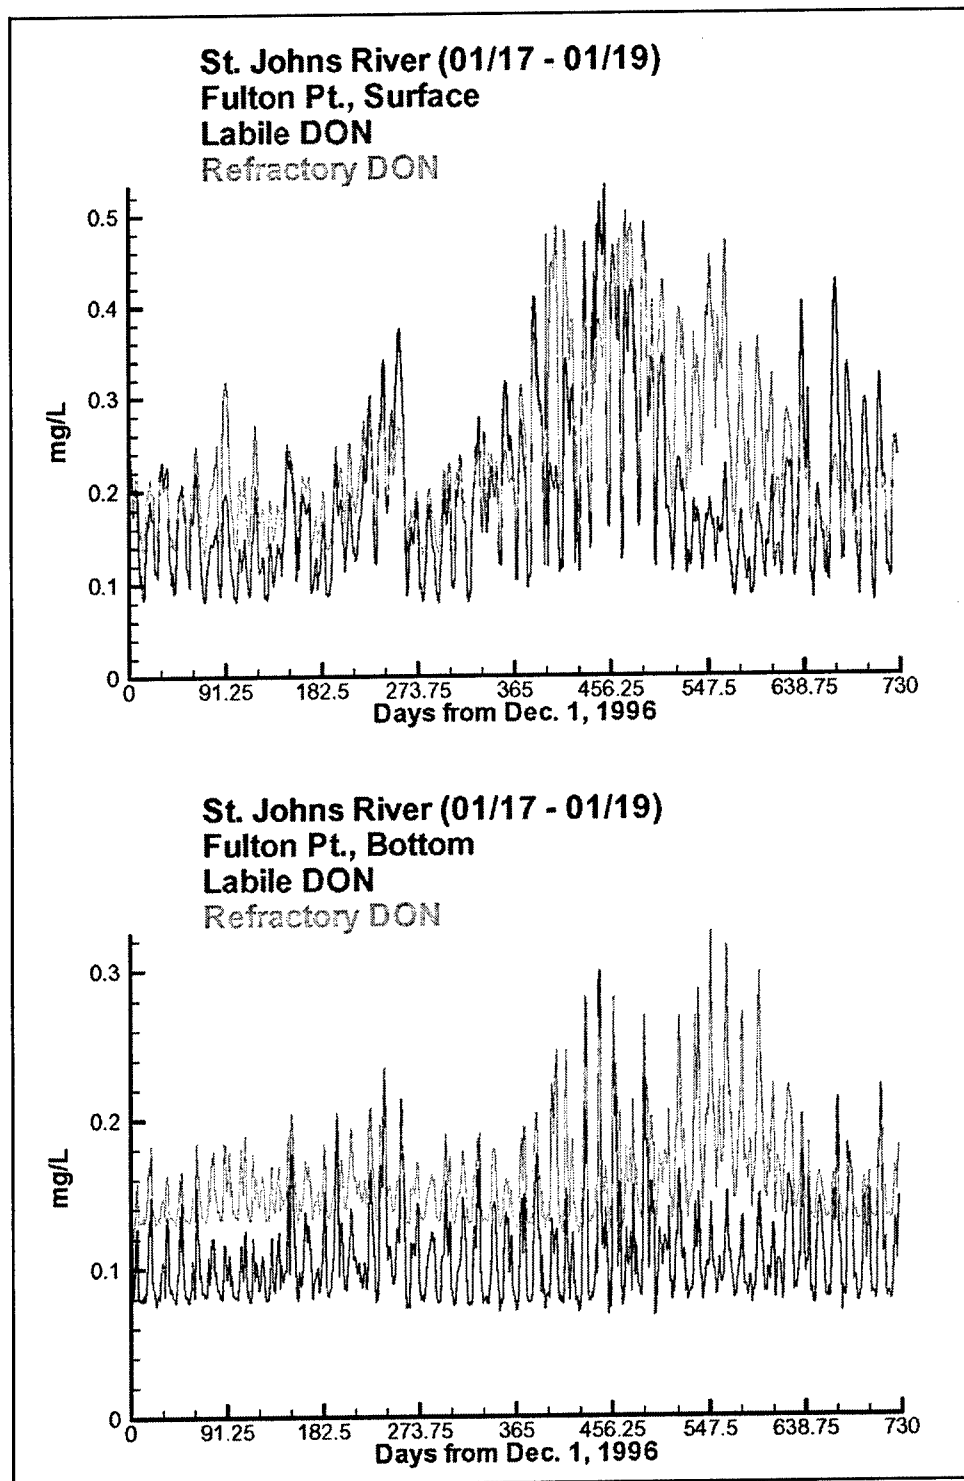 St. Johns River (01/17 - 01/19)
Fulton Pt., Surface
Labile DON
Refractory DON
0.5
0.4
0.3
0.2
0.1
0
mg/L
0 91.25 182.5 273.75 365 456.25 547.5 638.75 730
Days from Dec. 1, 1996
St. Johns River (01/17 - 01/19)
Fulton Pt., Bottom
Labile DON
Refractory DON
0.3
0.2
0.1
0
mg/L
0 91.25 182.5 273.75 365 456.25 547.5 638.75 730
Days from Dec. 1, 1996